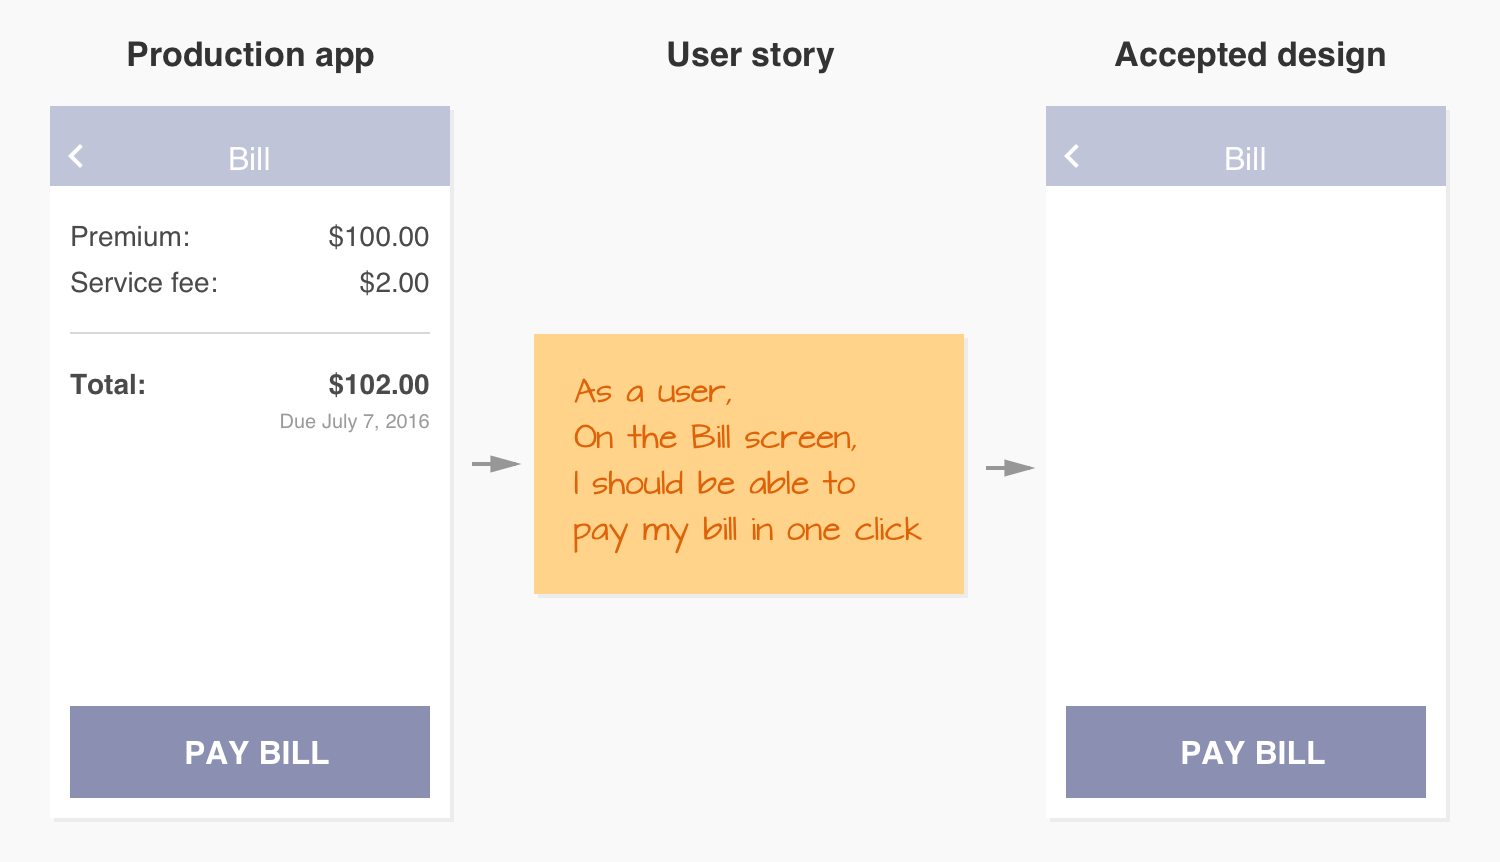 Production app
User story
Accepted design
Bill
Premium: $100.00
Service fee: $2.00
Total: $102.00
Due July 7, 2016
PAY BILL
As a user,
On the Bill screen,
I should be able to
pay my bill in one click
Bill
PAY BILL